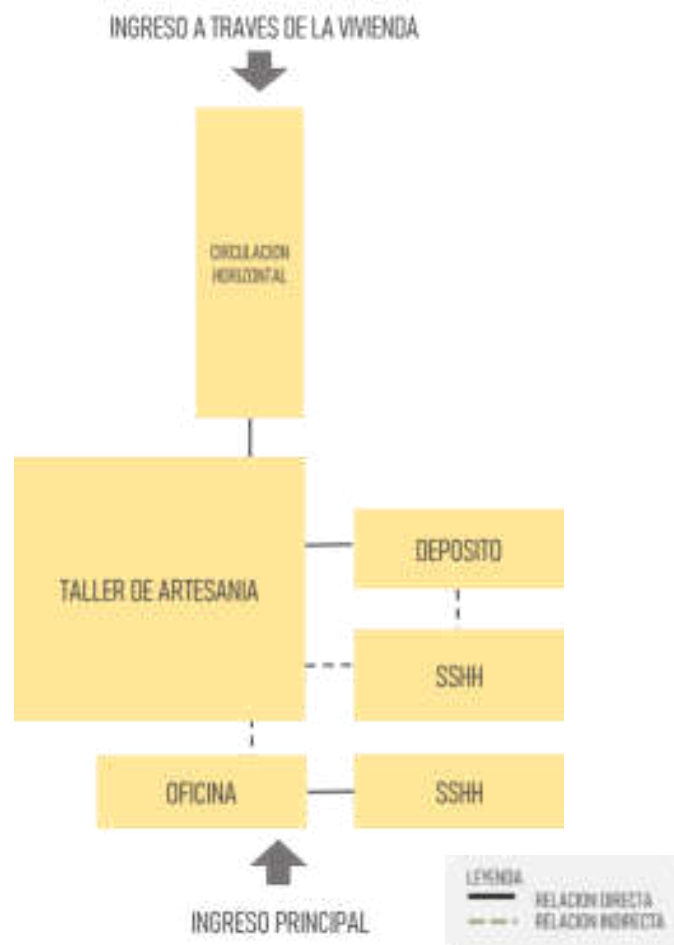 INGRESO A TRAVES DE LA VIVIENDA
CIRCULACION
HORIZONTAL
TALLER DE ARTESANIA
DEPOSITO
SSHH
OFICINA
SSHH
INGRESO PRINCIPAL
LEYENDA
RELACION DIRECTA
RELACION INDIRECTA